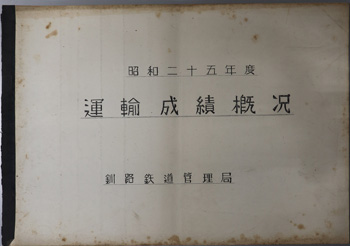 昭和二十五年度
運輸成績概況
釧路鉄道管理局